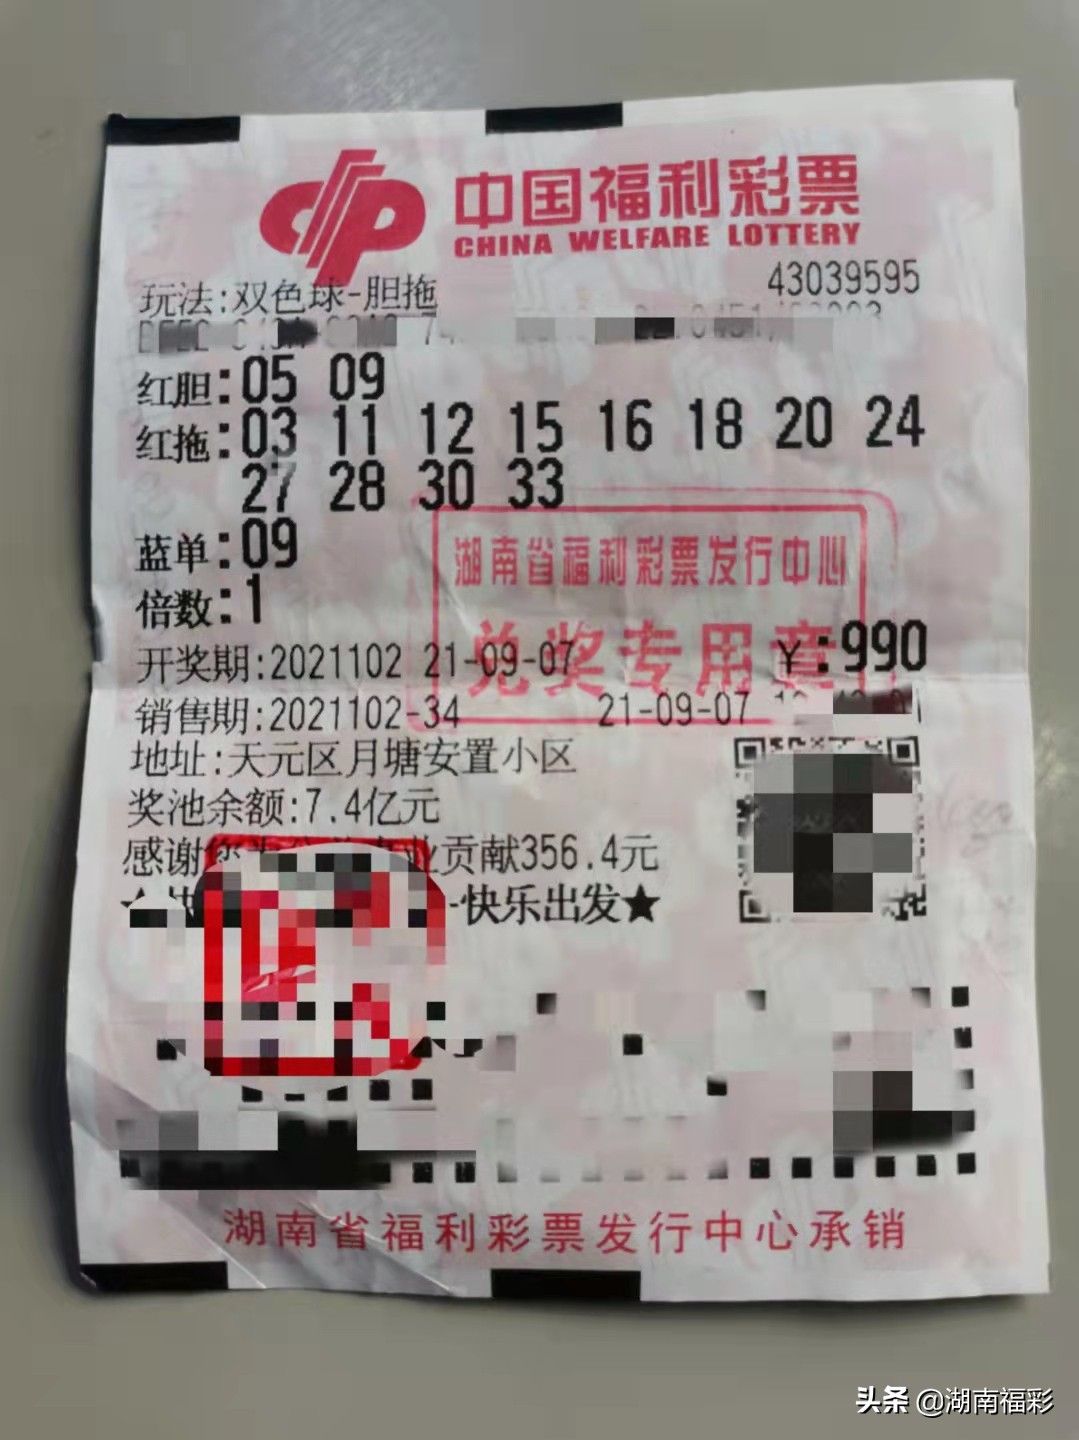 中国福利彩票
CHINA WELFARE LOTTERY
43039595
玩法:双色球-胆拖
红胆:05 09
红拖:03 11 12 15 16 18 20 24
27 28 30 33
蓝单:09
倍数:1
湖南省福利彩票发行中心
兑奖专用章
¥:990
开奖期:2021102 21-09-07
销售期:2021102-34 21-09-07
地址:天元区月塘安置小区
奖池余额:7.4亿元
感谢 业贡献356.4元
-快乐出发★
湖南省福利彩票发行中心承销
头条 @湖南福彩